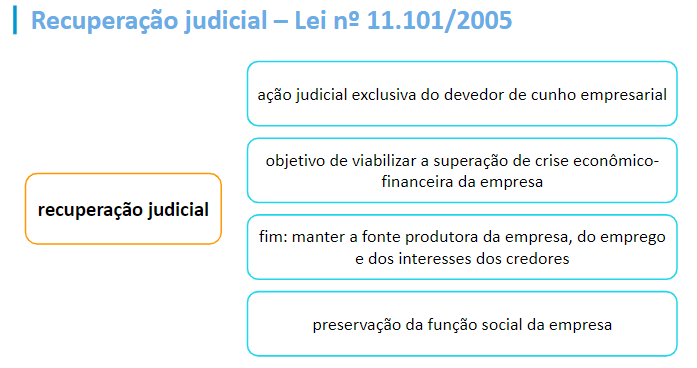 Recuperação judicial – Lei nº 11.101/2005
ação judicial exclusiva do devedor de cunho empresarial
objetivo de viabilizar a superação de crise econômico-
financeira da empresa
recuperação judicial
fim: manter a fonte produtora da empresa, do emprego
e dos interesses dos credores
preservação da função social da empresa